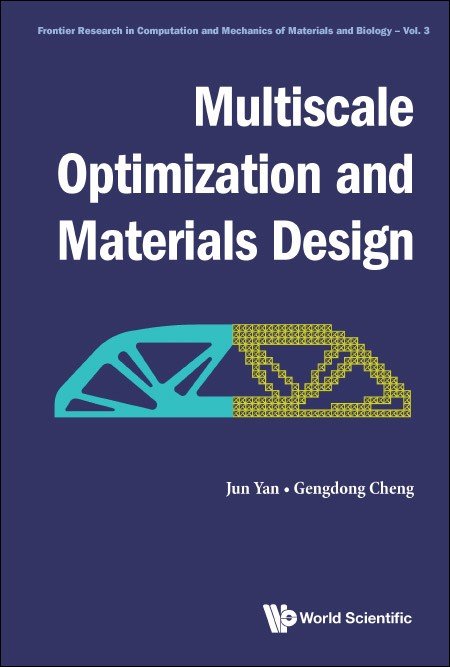 Frontier Research in Computation and Mechanics of Materials and Biology – Vol. 3
Multiscale
Optimization and
Materials Design
Jun Yan • Gengdong Cheng
World Scientific